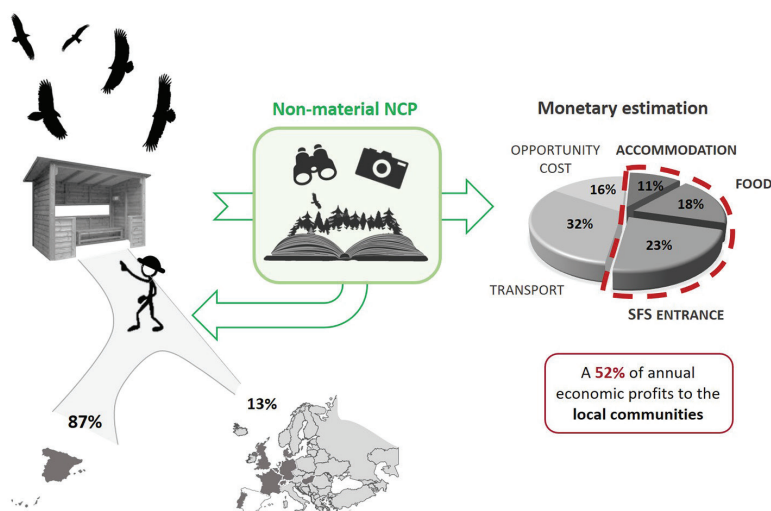 Non-material NCP
Monetary estimation
OPPORTUNITY
COST
ACCOMMODATION
FOOD
16%
11%
18%
32%
23%
TRANSPORT
SFS ENTRANCE
A 52% of annual
economic profits to the
local communities
13%
87%